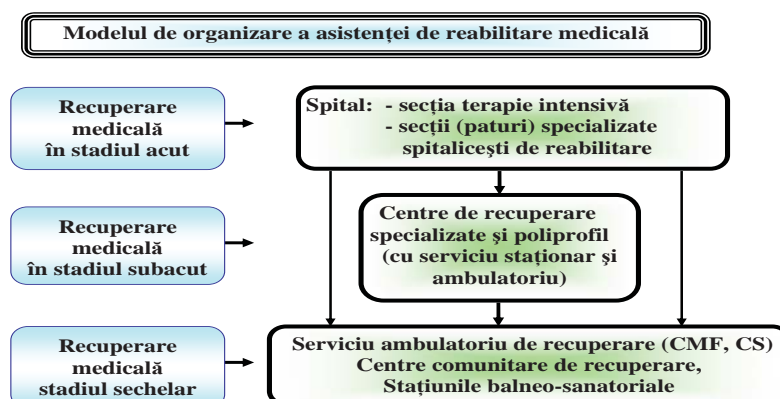 Modelul de organizare a asistenței de reabilitare medicală
Recuperare
medicală
în stadiul acut
Spital: - secția terapie intensivă
- secții (paturi) specializate
spitalicești de reabilitare
Recuperare
medicală
în stadiul subacut
Centre de recuperare
specializate și poliprofil
(cu serviciu staționar și
ambulatoriu)
Recuperare
medicală
stadiul sechelar
Serviciu ambulatoriu de recuperare (CMF, CS)
Centre comunitare de recuperare,
Stațiunile balneo-sanatoriale